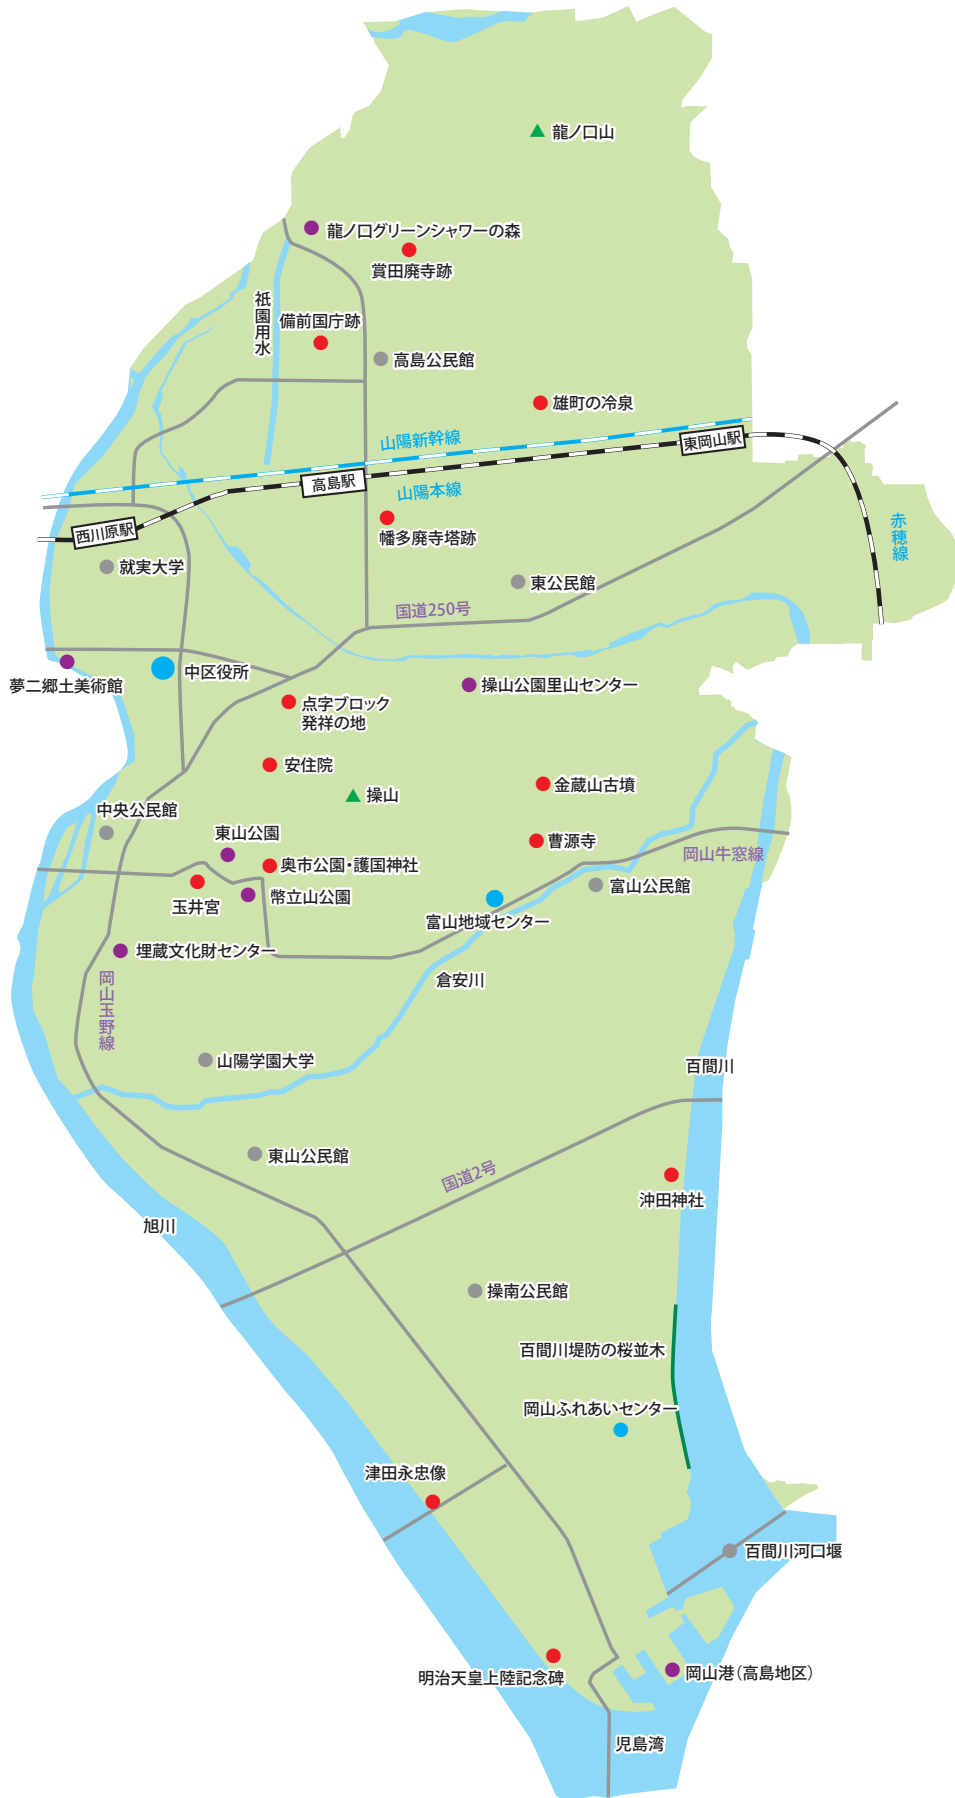 龍ノ口山
龍ノ口グリーンシャワーの森
賞田廃寺跡
祇園用水
備前国庁跡
高島公民館
雄町の冷泉
山陽新幹線
東岡山駅
高島駅
山陽本線
西川原駅
幡多廃寺塔跡
赤穂線
就実大学
東公民館
国道250号
中区役所
夢二郷土美術館
操山公園里山センター
点字ブロック
発祥の地
安住院
操山
金蔵山古墳
中央公民館
東山公園
曹源寺
岡山牛窓線
奥市公園・護国神社
富山公民館
幣立山公園
玉井宮
富山地域センター
埋蔵文化財センター
岡山玉野線
倉安川
山陽学園大学
百間川
東山公民館
国道2号
沖田神社
旭川
操南公民館
百間川堤防の桜並木
岡山ふれあいセンター
津田永忠像
百間川河口堰
明治天皇上陸記念碑
岡山港（高島地区）
児島湾